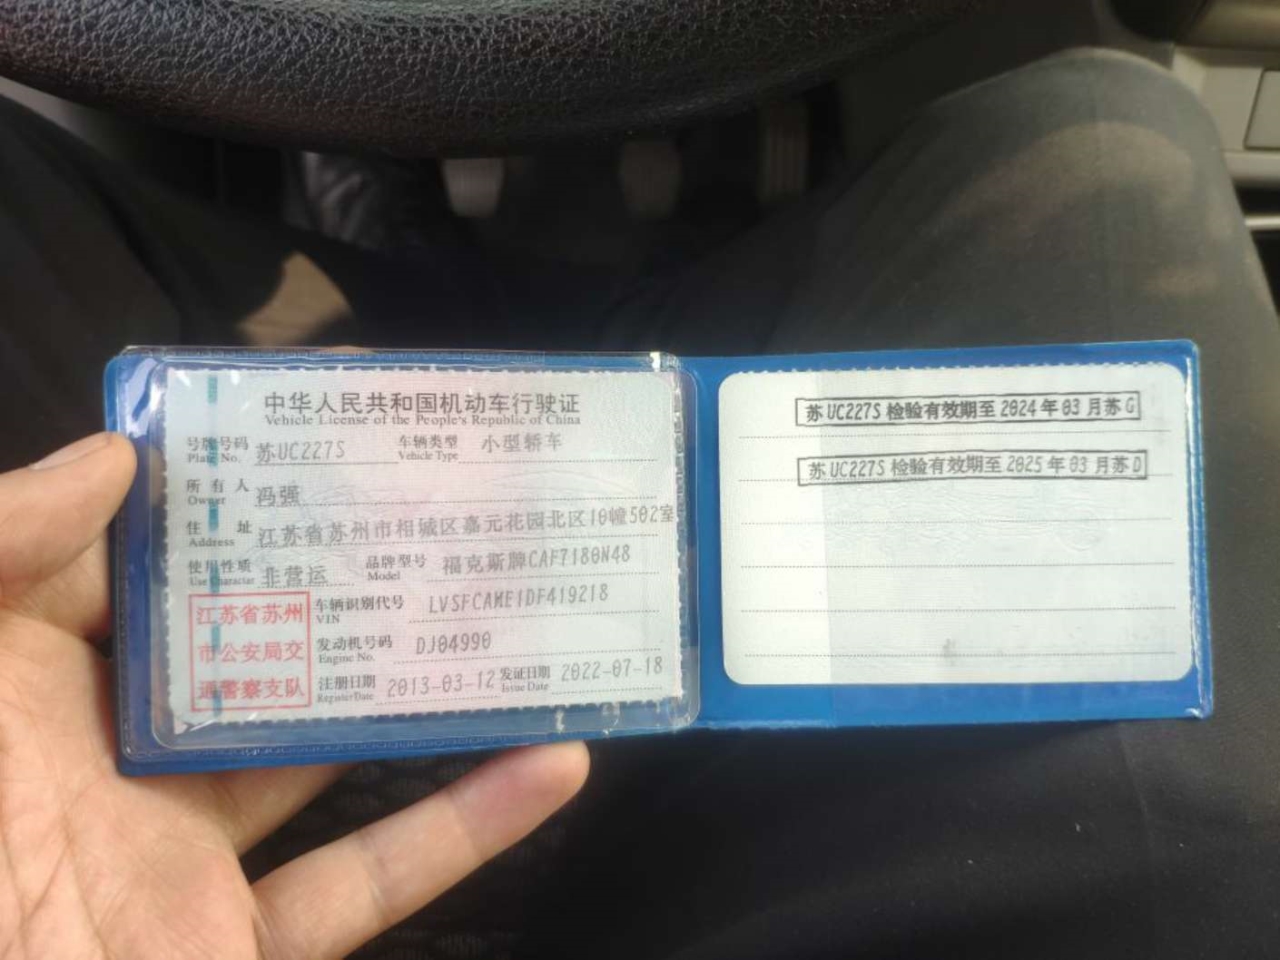 中华人民共和国机动车行驶证
Vehicle License of the People's Republic of China
号牌号码 苏UC227S 车辆类型 小型轿车
Plate No. Vehicle Type
所有人 冯强
Owner
住址 江苏省苏州市相城区嘉元花园北区10幢502室
Address
使用性质 非营运 品牌型号 福克斯牌CAF7180N48
Use Character Model
江苏省苏州
市公安局交
通警察支队
车辆识别代号 LVSFCAME1DF419218
VIN
发动机号码 DJ04990
Engine No.
注册日期 2013-03-12 发证日期 2022-07-18
Register Date Issue Date
苏UC227S检验有效期至2024年03月苏G
苏UC227S检验有效期至2025年03月苏D